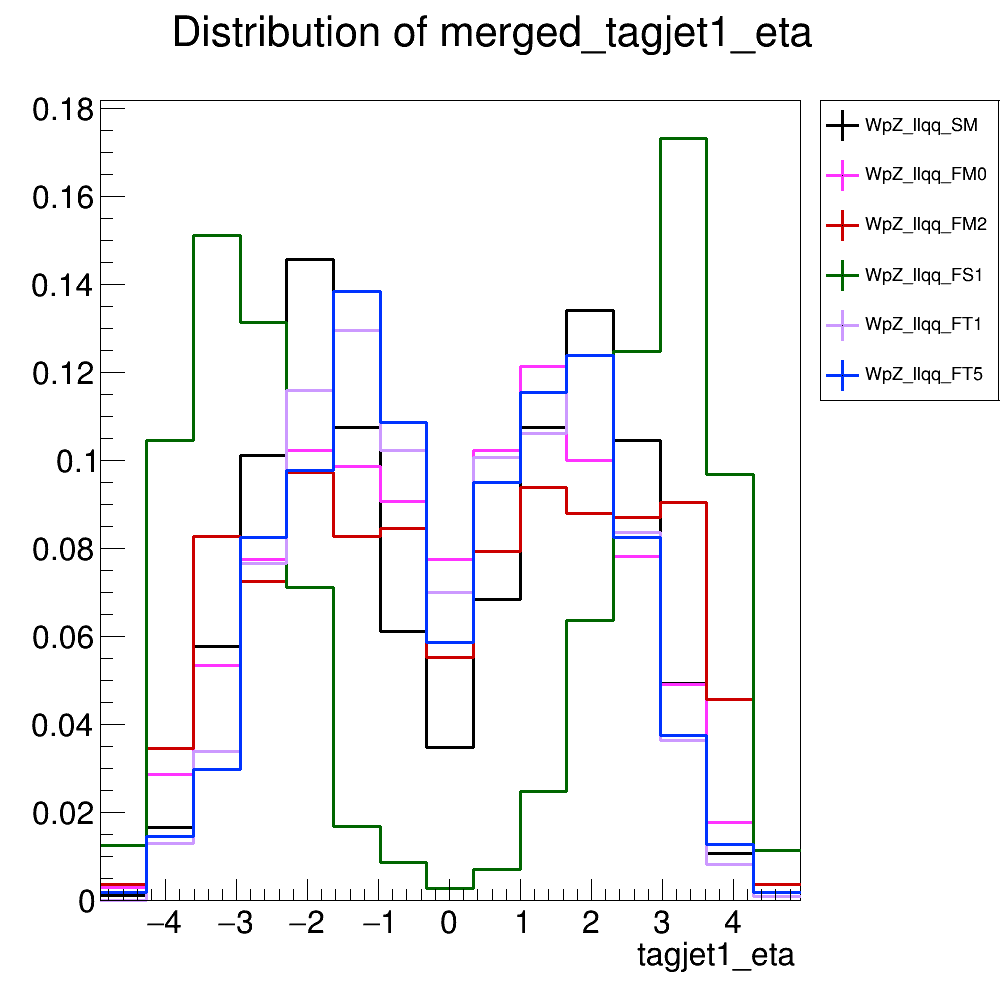 Distribution of merged_tagjet1_eta
0.18
0.16
0.14
0.12
0.1
0.08
0.06
0.04
0.02
0
−4 −3 −2 −1 0 1 2 3 4
tagjet1_eta
WpZ_llqq_SM
WpZ_llqq_FM0
WpZ_llqq_FM2
WpZ_llqq_FS1
WpZ_llqq_FT1
WpZ_llqq_FT5